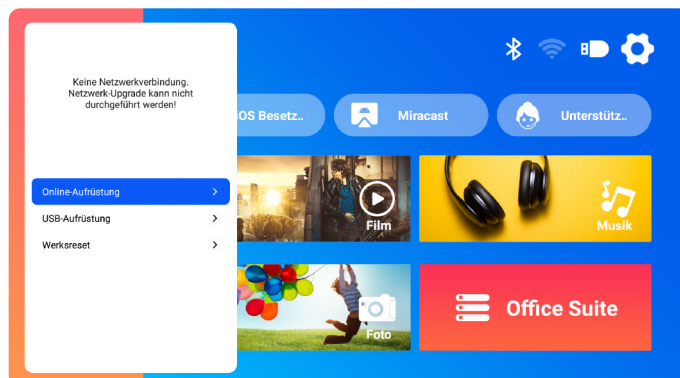 Keine Netzwerkverbindung.
Netzwerk-Upgrade kann nicht
durchgeführt werden!
OS Besetz..
Miracast
Unterstütz..
Online-Aufrüstung
USB-Aufrüstung
Werksreset
Film
Musik
Foto
Office Suite